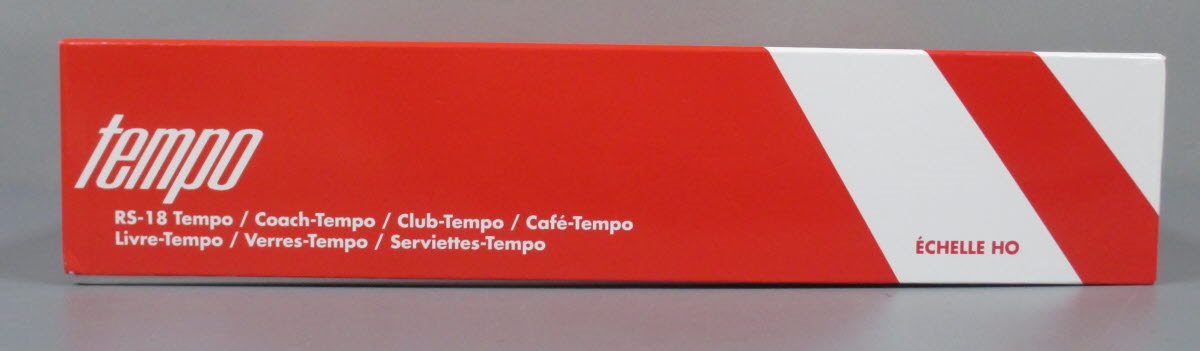 tempo
RS-18 Tempo / Coach-Tempo / Club-Tempo / Café-Tempo
Livre-Tempo / Verres-Tempo / Serviettes-Tempo
ÉCHELLE HO